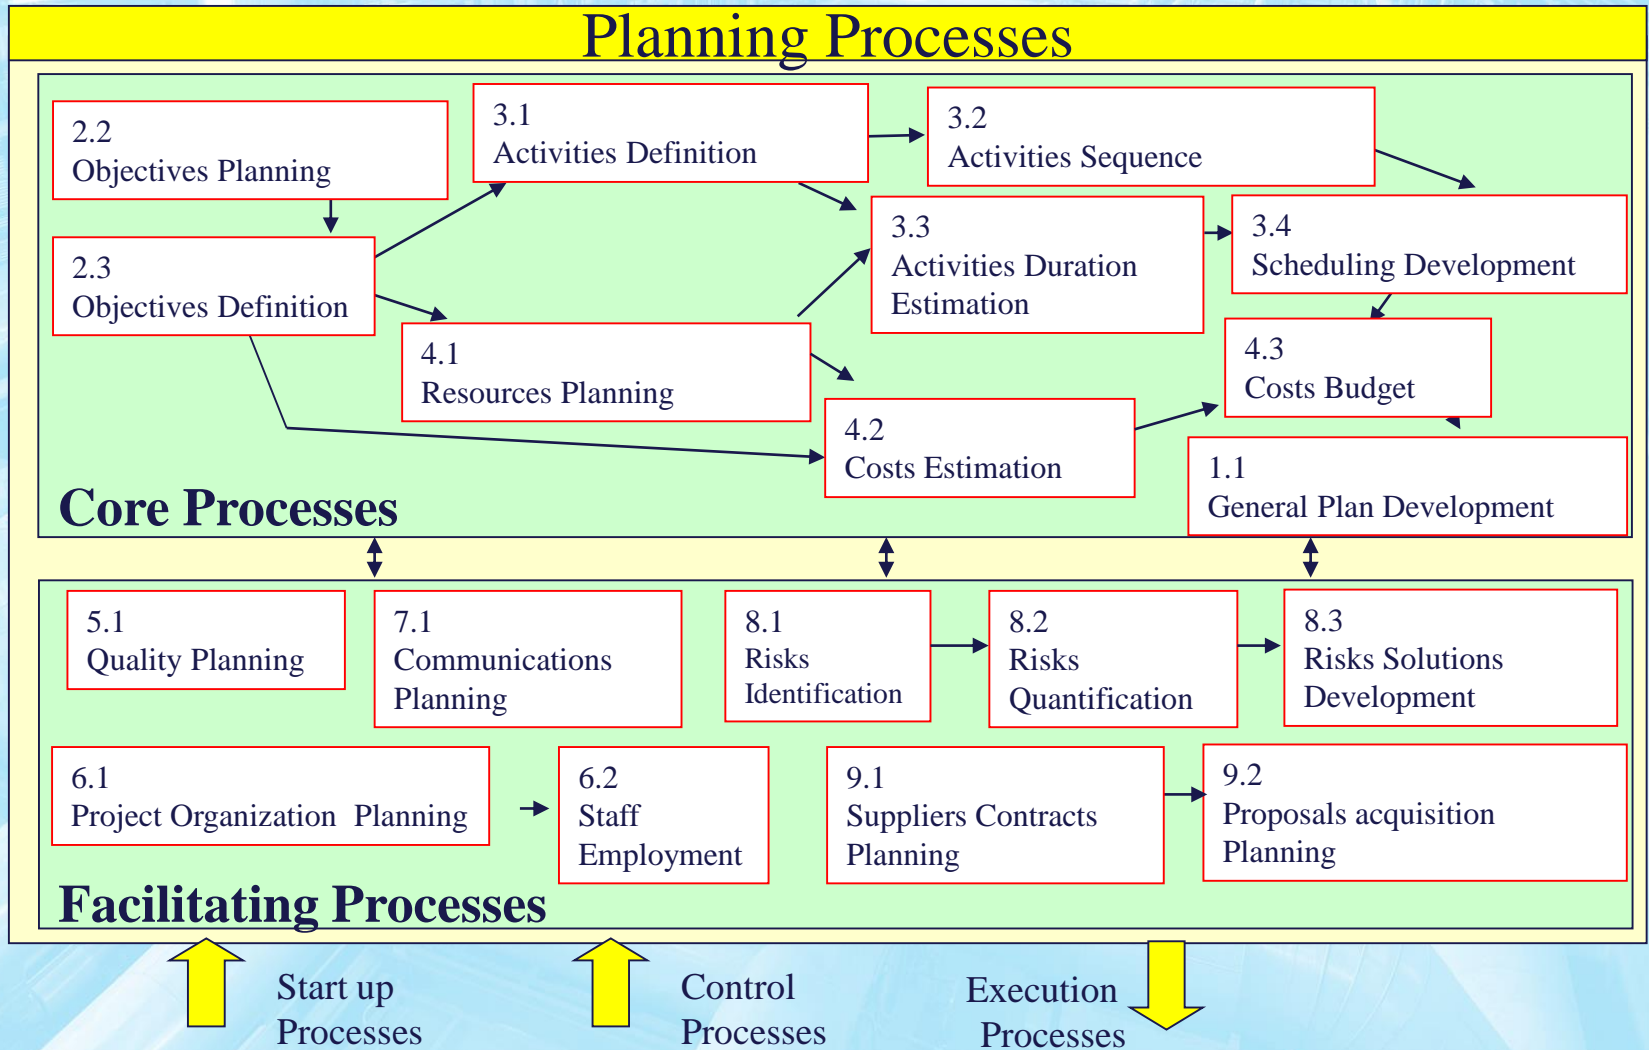 Planning Processes
2.2
Objectives Planning
3.1
Activities Definition
3.2
Activities Sequence
2.3
Objectives Definition
3.3
Activities Duration
Estimation
3.4
Scheduling Development
4.1
Resources Planning
4.3
Costs Budget
4.2
Costs Estimation
1.1
General Plan Development
Core Processes
5.1
Quality Planning
7.1
Communications
Planning
8.1
Risks
Identification
8.2
Risks
Quantification
8.3
Risks Solutions
Development
6.1
Project Organization  Planning
6.2
Staff
Employment
9.1
Suppliers Contracts
Planning
9.2
Proposals acquisition
Planning
Facilitating Processes
Start up
Processes
Control
Processes
Execution
Processes